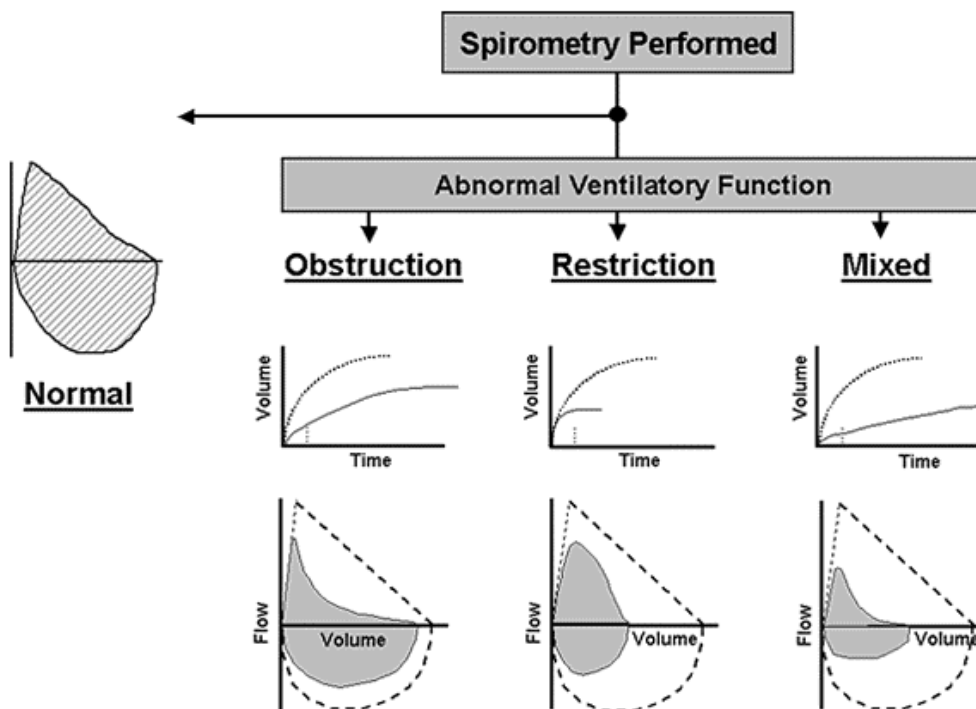 Spirometry Performed
Abnormal Ventilatory Function
Obstruction
Restriction
Mixed
Normal
Volume
Time
Volume
Time
Volume
Time
Flow
Volume
Flow
Volume
Flow
Volume